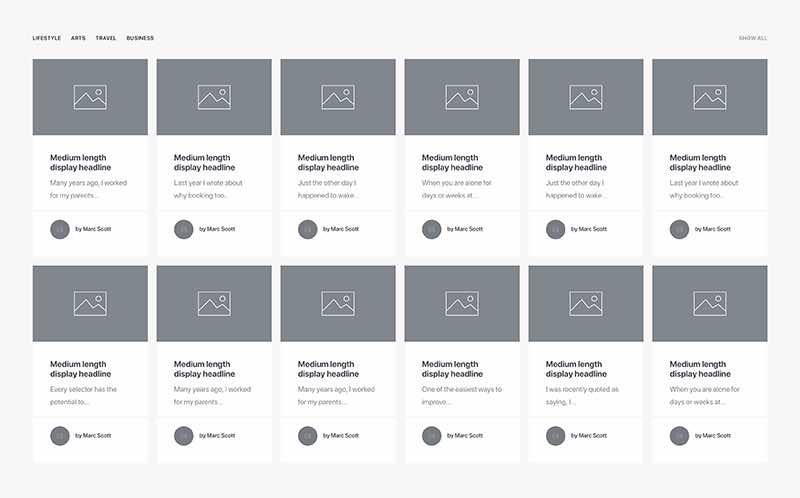 LIFESTYLE ARTS TRAVEL BUSINESS SHOW ALL
Medium length
display headline
Many years ago, I worked
for my parents...
by Marc Scott
Medium length
display headline
Last year I wrote about
why booking too..
by Marc Scott
Medium length
display headline
Just the other day I
happened to wake...
by Marc Scott
Medium length
display headline
When you are alone for
days or weeks at...
by Marc Scott
Medium length
display headline
Just the other day I
happened to wake...
by Marc Scott
Medium length
display headline
Last year I wrote about
why booking too..
by Marc Scott
Medium length
display headline
Every selector has the
potential to...
by Marc Scott
Medium length
display headline
Many years ago, I worked
for my parents...
by Marc Scott
Medium length
display headline
Many years ago, I worked
for my parents...
by Marc Scott
Medium length
display headline
One of the easiest ways to
improve...
by Marc Scott
Medium length
display headline
I was recently quoted as
saying, I...
by Marc Scott
Medium length
display headline
When you are alone for
days or weeks at...
by Marc Scott